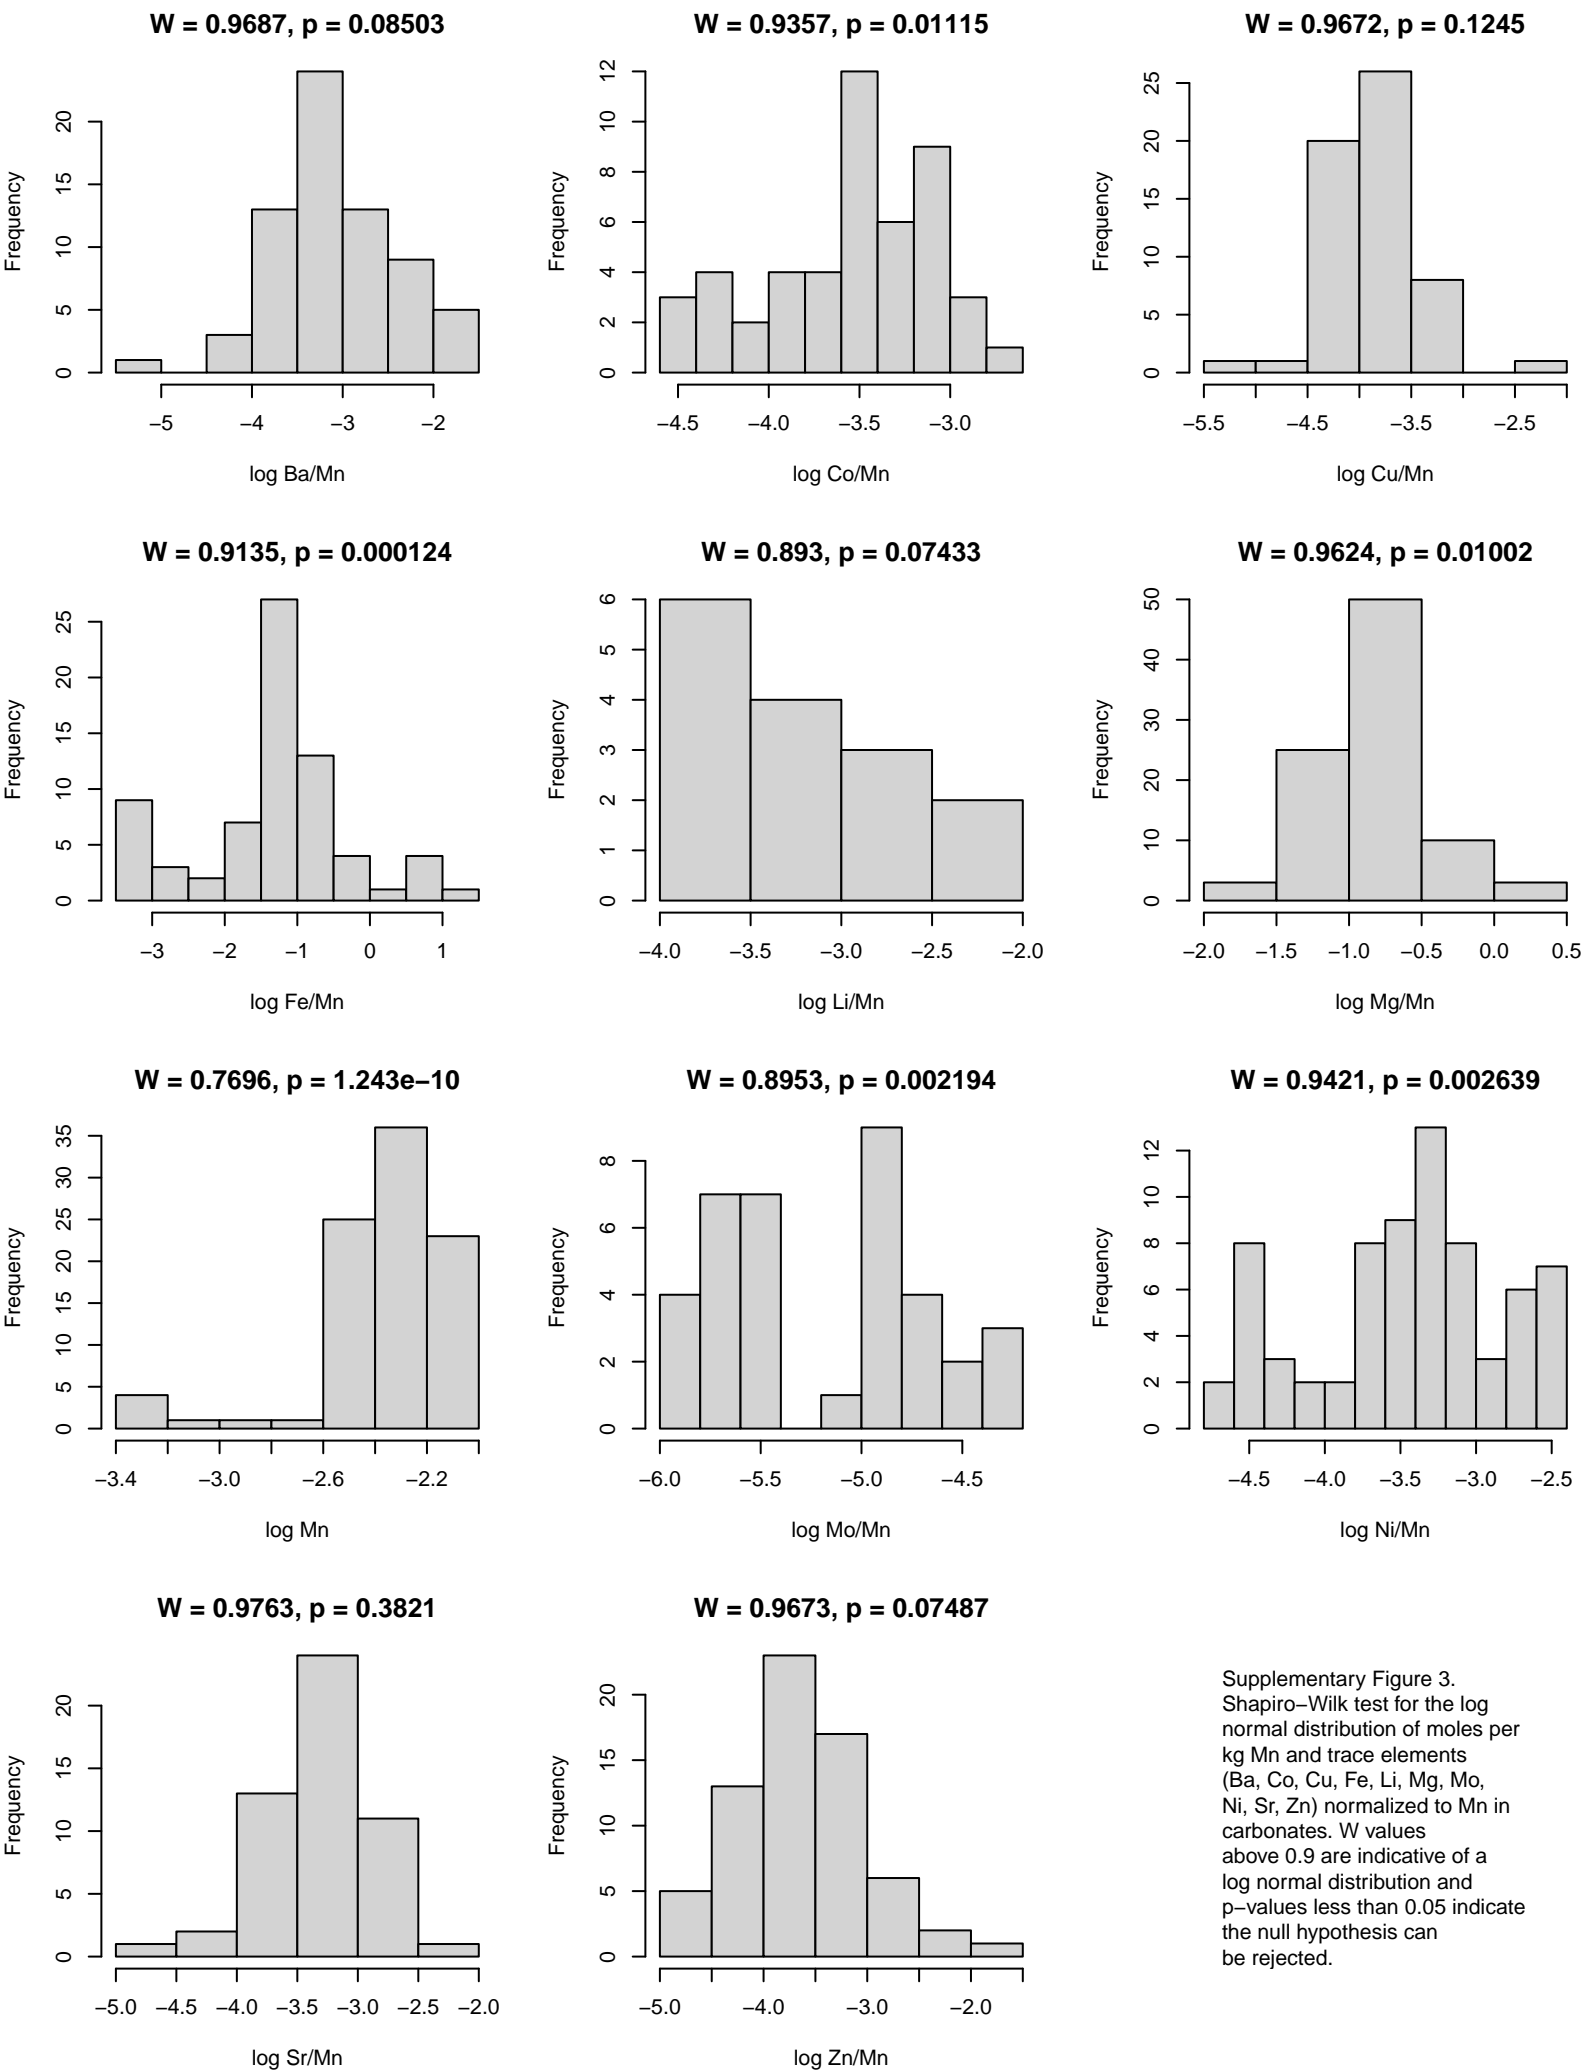 W = 0.9687, p = 0.08503
Frequency
0 5 10 15 20
−5 −4 −3 −2
log Ba/Mn
W = 0.9357, p = 0.01115
Frequency
0 2 4 6 8 10 12
−4.5 −4.0 −3.5 −3.0
log Co/Mn
W = 0.9672, p = 0.1245
Frequency
0 5 10 15 20 25
−5.5 −4.5 −3.5 −2.5
log Cu/Mn
W = 0.9135, p = 0.000124
Frequency
0 5 10 15 20 25
−3 −2 −1 0 1
log Fe/Mn
W = 0.893, p = 0.07433
Frequency
0 1 2 3 4 5 6
−4.0 −3.5 −3.0 −2.5 −2.0
log Li/Mn
W = 0.9624, p = 0.01002
Frequency
0 10 20 30 40 50
−2.0 −1.5 −1.0 −0.5 0.0 0.5
log Mg/Mn
W = 0.7696, p = 1.243e−10
Frequency
0 5 10 15 20 25 30 35
−3.4 −3.0 −2.6 −2.2
log Mn
W = 0.8953, p = 0.002194
Frequency
0 2 4 6 8
−6.0 −5.5 −5.0 −4.5
log Mo/Mn
W = 0.9421, p = 0.002639
Frequency
0 2 4 6 8 10 12
−4.5 −4.0 −3.5 −3.0 −2.5
log Ni/Mn
W = 0.9763, p = 0.3821
Frequency
0 5 10 15 20
−5.0 −4.5 −4.0 −3.5 −3.0 −2.5 −2.0
log Sr/Mn
W = 0.9673, p = 0.07487
Frequency
0 5 10 15 20
−5.0 −4.0 −3.0 −2.0
log Zn/Mn
Supplementary Figure 3.
Shapiro−Wilk test for the log
normal distribution of moles per
kg Mn and trace elements
(Ba, Co, Cu, Fe, Li, Mg, Mo,
Ni, Sr, Zn) normalized to Mn in
carbonates. W values
above 0.9 are indicative of a
log normal distribution and
p−values less than 0.05 indicate
the null hypothesis can
be rejected.